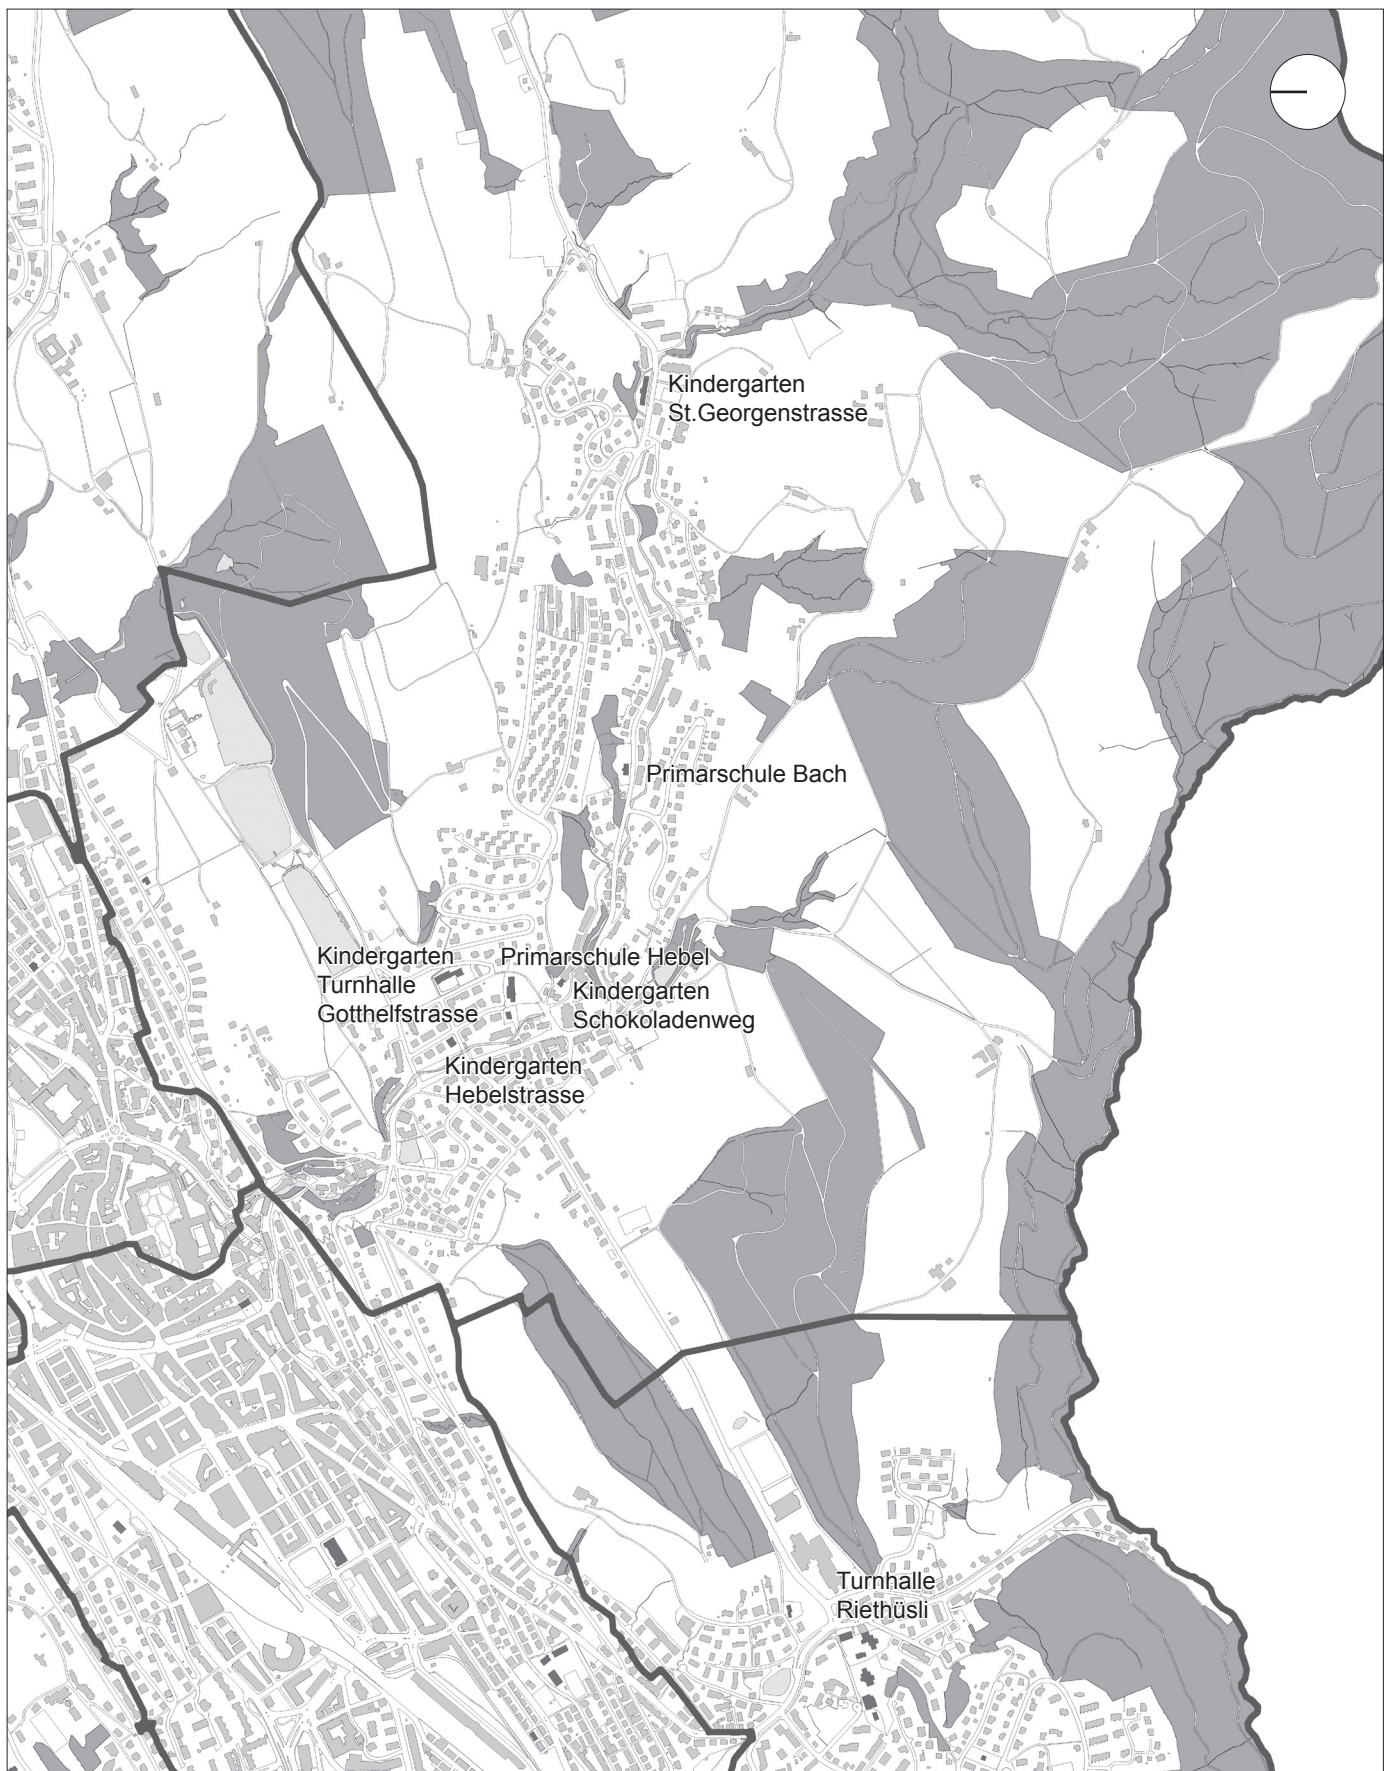 Kindergarten
St.Georgenstrasse
Primarschule Bach
Kindergarten
Turnhalle
Gotthelfstrasse
Primarschule Hebel
Kindergarten
Schokoladenweg
Kindergarten
Hebelstrasse
Turnhalle
Riethüsli